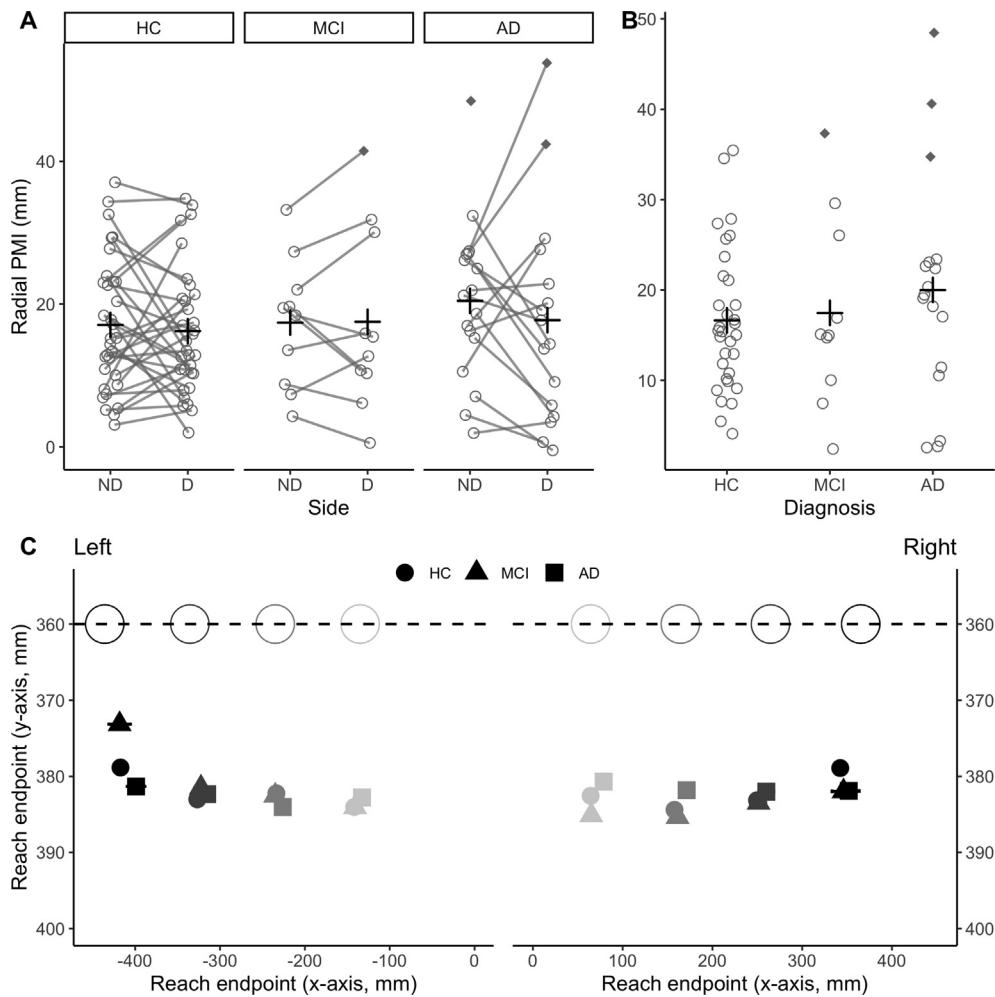 A
HC
MCI
AD
Radial PMI (mm)
40
20
0
ND
D
ND
D
ND
D
Side
B
50
40
30
20
10
HC
MCI
AD
Diagnosis
C
Left
Right
HC
MCI
AD
Reach endpoint (y-axis, mm)
360
370
380
390
400
360
370
380
390
400
-400
-300
-200
-100
0
0
100
200
300
400
Reach endpoint (x-axis, mm)
Reach endpoint (x-axis, mm)